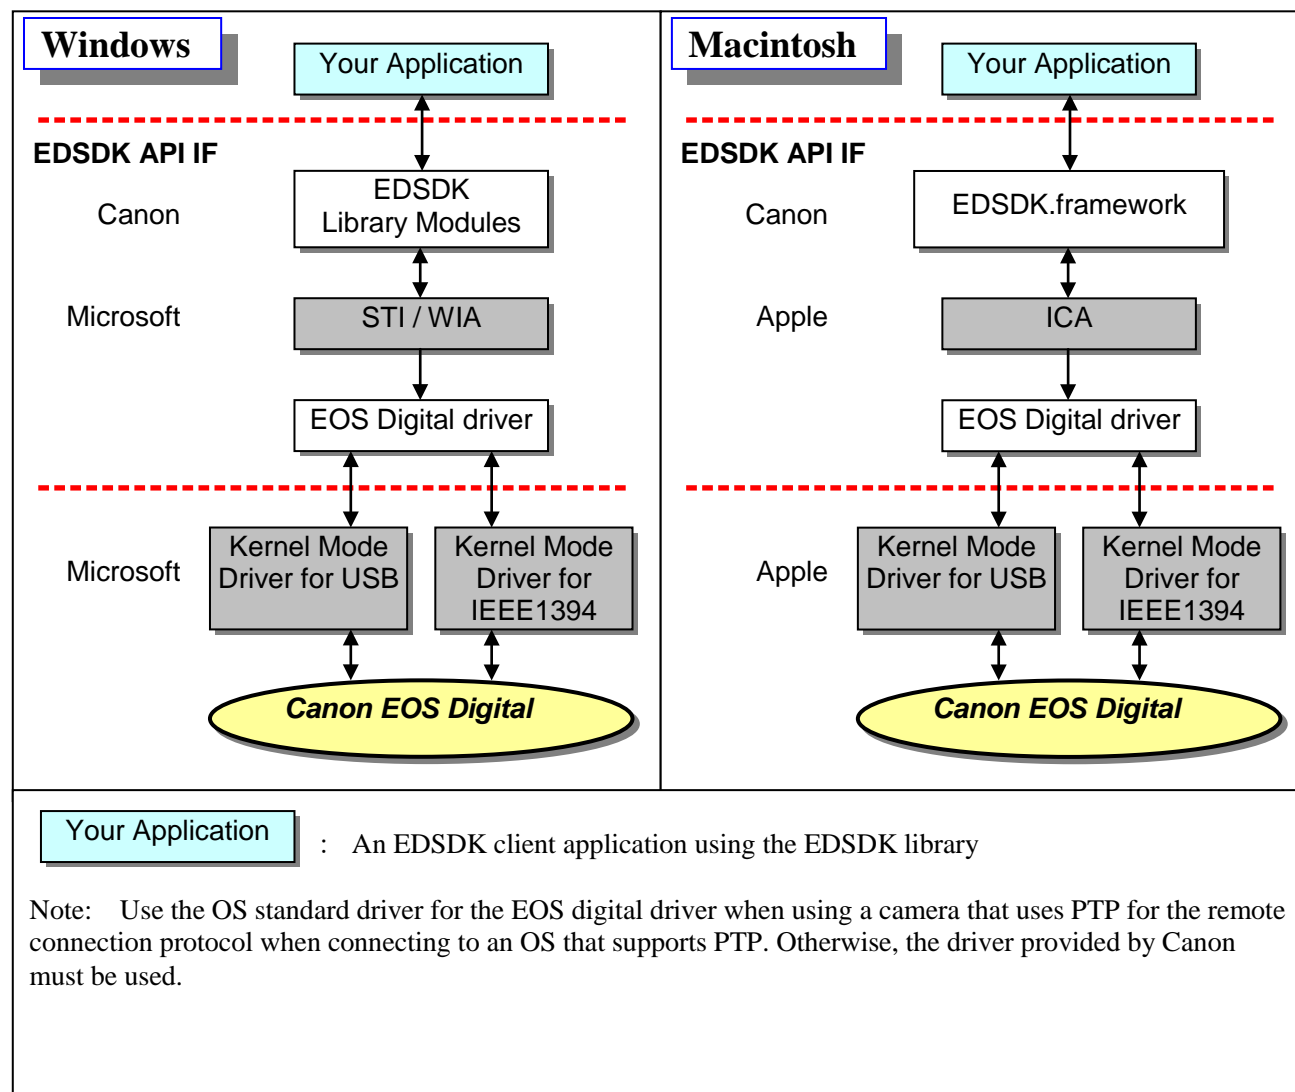 Windows
Your Application
EDSDK API IF
Canon
EDSDK
Library Modules
Microsoft
STI / WIA
EOS Digital driver
Microsoft
Kernel Mode
Driver for USB
Kernel Mode
Driver for
IEEE1394
Canon EOS Digital
Macintosh
Your Application
EDSDK API IF
Canon
EDSDK.framework
Apple
ICA
EOS Digital driver
Apple
Kernel Mode
Driver for USB
Kernel Mode
Driver for
IEEE1394
Canon EOS Digital
Your Application : An EDSDK client application using the EDSDK library
Note: Use the OS standard driver for the EOS digital driver when using a camera that uses PTP for the remote
connection protocol when connecting to an OS that supports PTP. Otherwise, the driver provided by Canon
must be used.